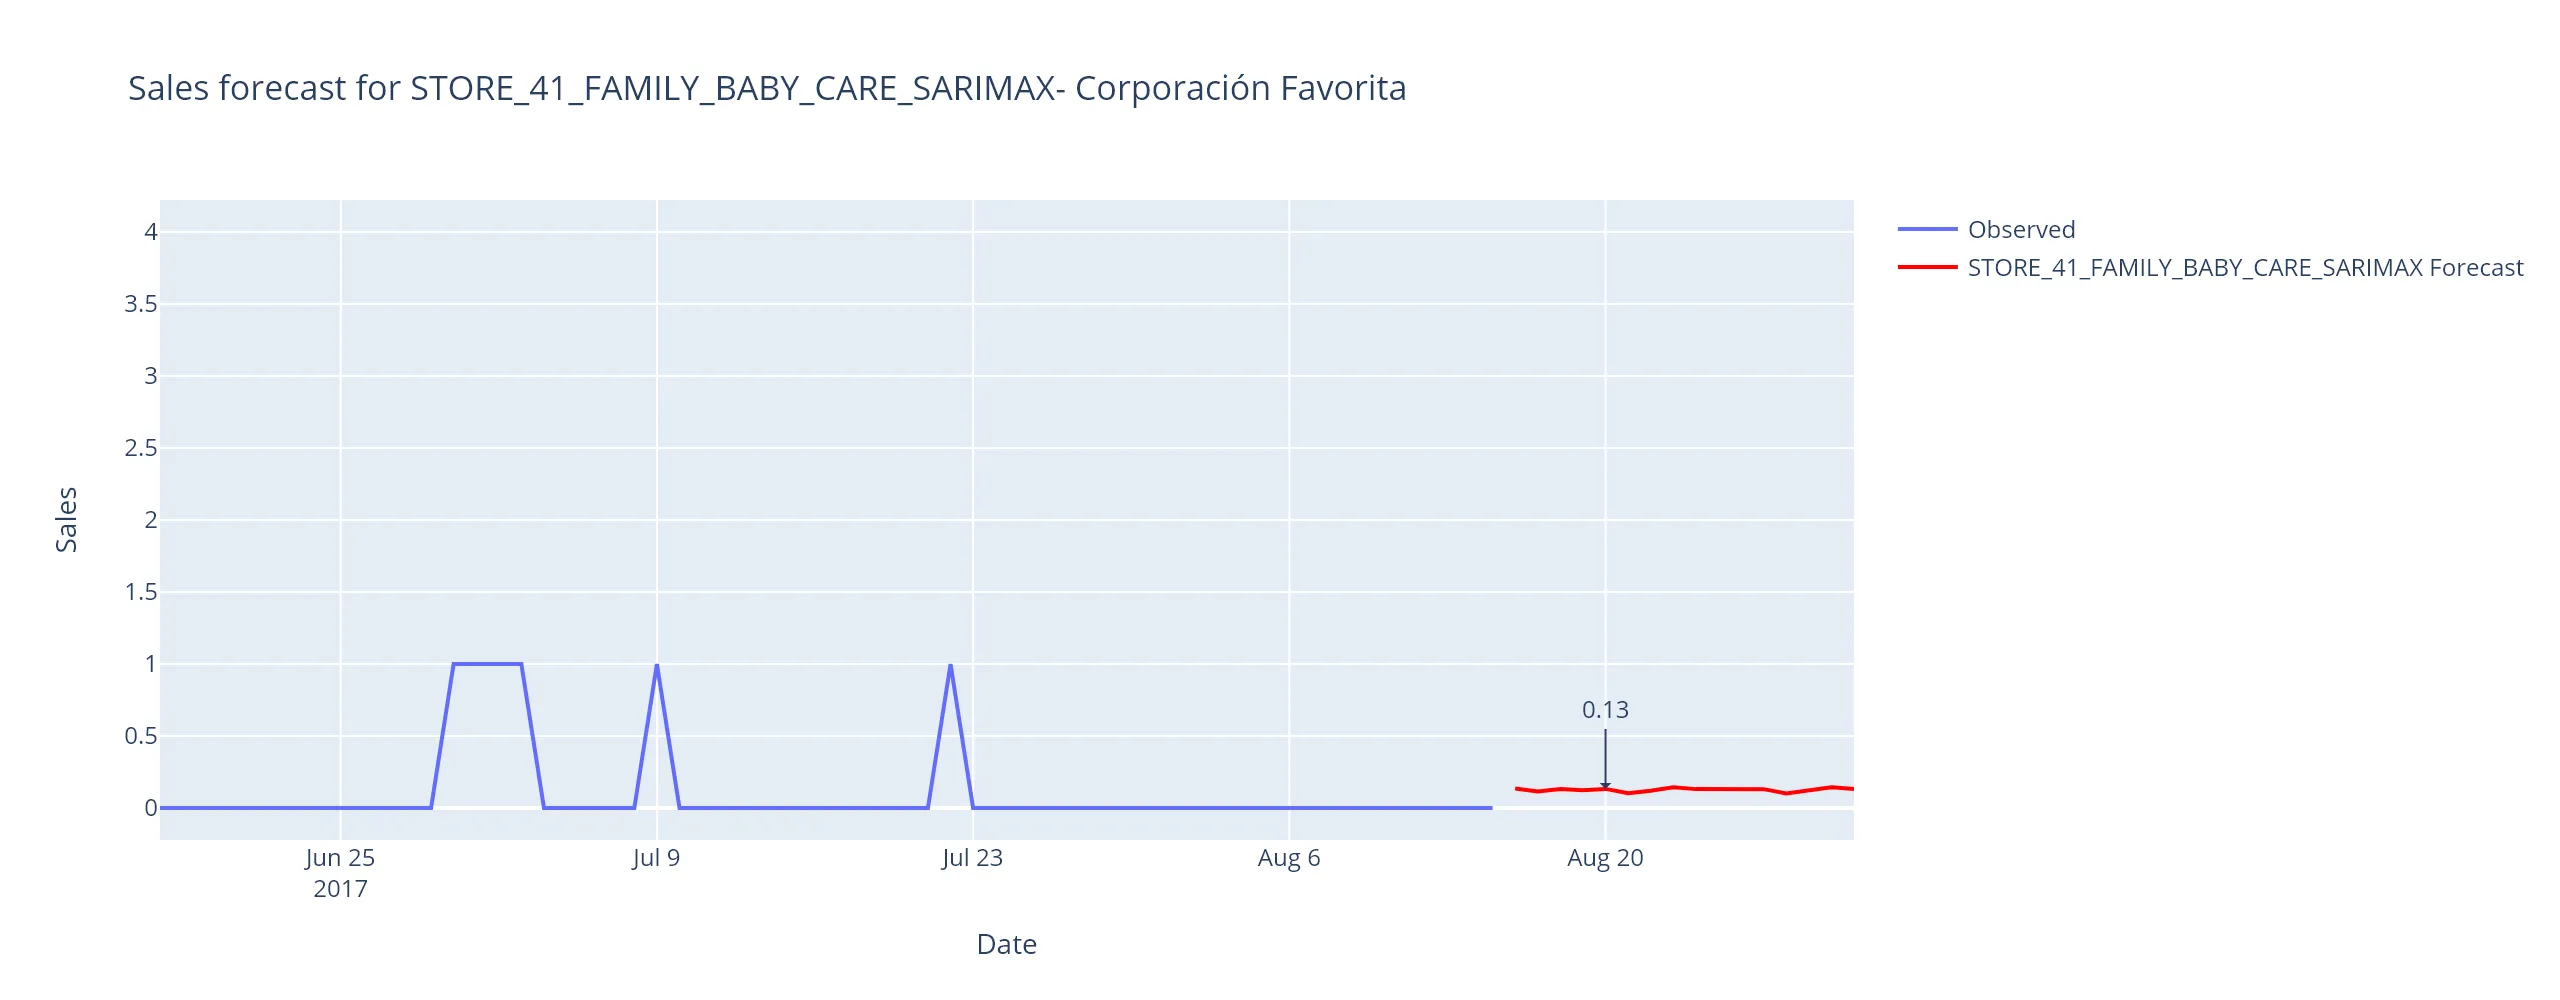 Sales forecast for STORE_41_FAMILY_BABY_CARE_SARIMAX- Corporación Favorita
Observed
STORE_41_FAMILY_BABY_CARE_SARIMAX Forecast
4
3.5
3
2.5
2
1.5
1
0.5
0
Sales
0.13
Jun 25
2017
Jul 9
Jul 23
Aug 6
Aug 20
Date